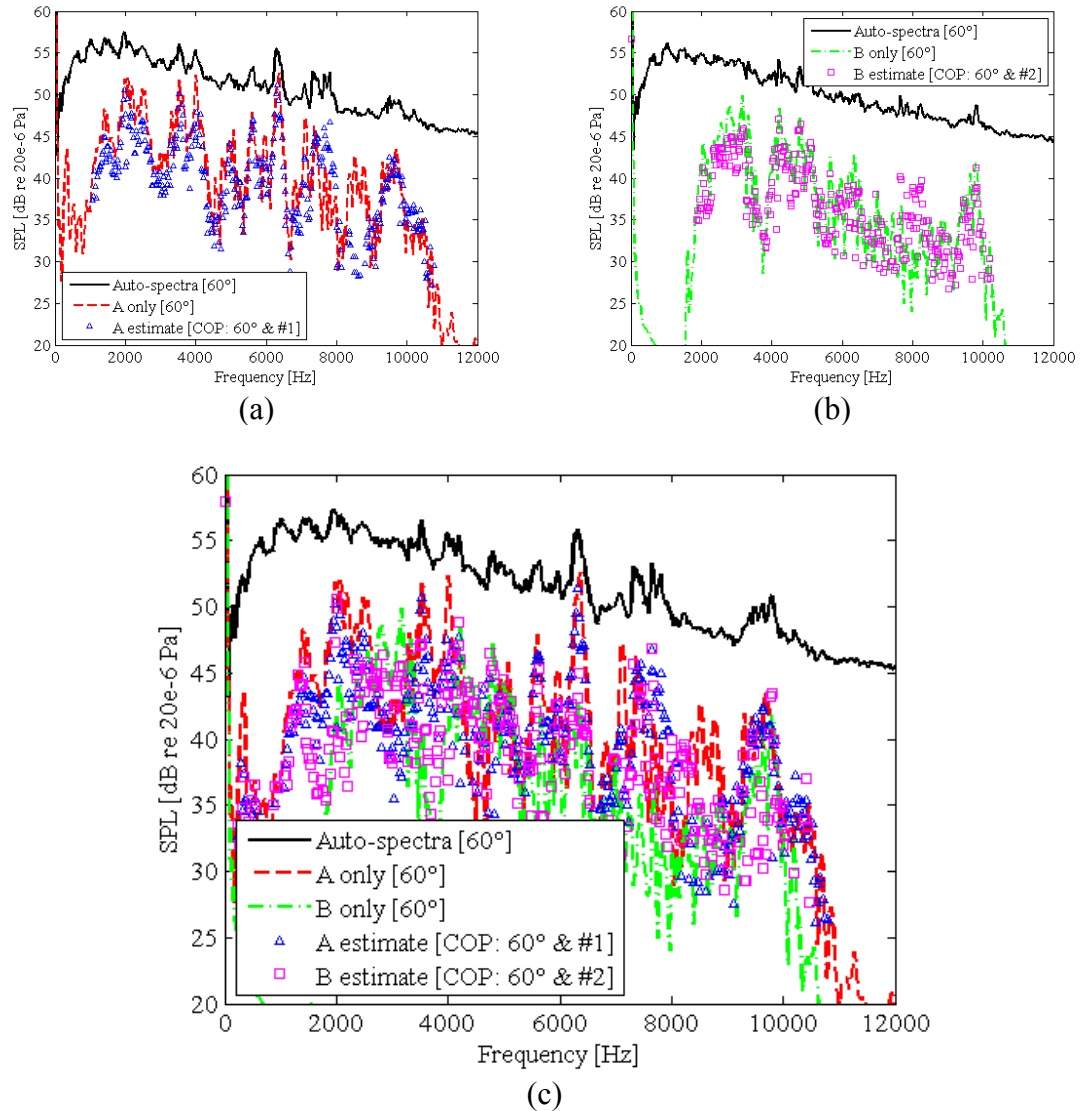 60
55
50
45
40
35
30
25
20
SPL [dB re 20e-6 Pa]
Auto-spectra [60°]
A only [60°]
A estimate [COP: 60° & #1]
0 2000 4000 6000 8000 10000 12000
Frequency [Hz]
(a)
60
55
50
45
40
35
30
25
20
SPL [dB re 20e-6 Pa]
Auto-spectra [60°]
B only [60°]
B estimate [COP: 60° & #2]
0 2000 4000 6000 8000 10000 12000
Frequency [Hz]
(b)
60
55
50
45
40
35
30
25
20
SPL [dB re 20e-6 Pa]
Auto-spectra [60°]
A only [60°]
B only [60°]
A estimate [COP: 60° & #1]
B estimate [COP: 60° & #2]
0 2000 4000 6000 8000 10000 12000
Frequency [Hz]
(c)